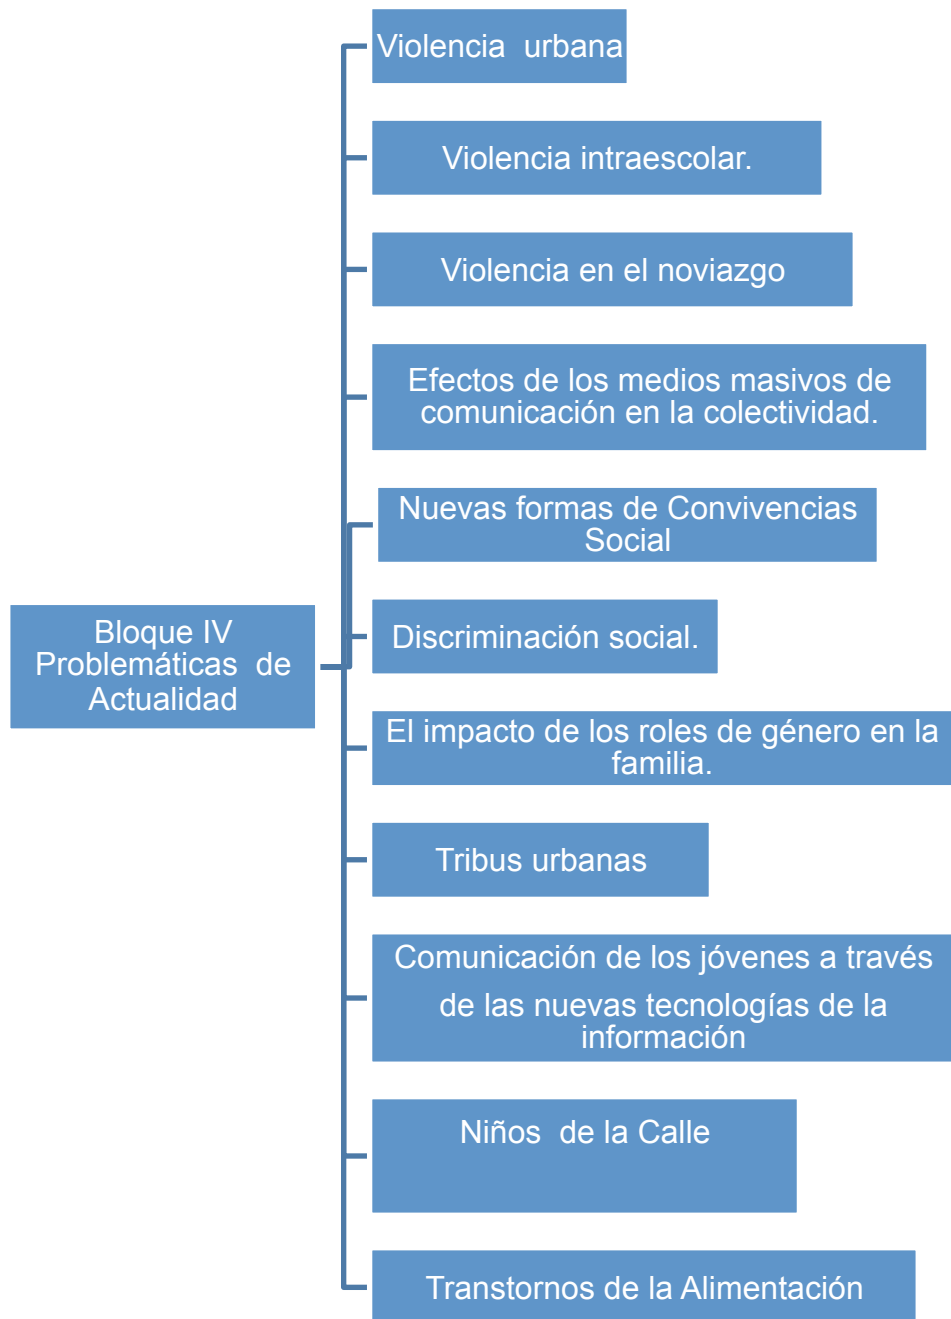 Violencia  urbana
Violencia intraescolar.
Violencia en el noviazgo
Efectos de los medios masivos de
comunicación en la colectividad.
Nuevas formas de Convivencias
Social
Bloque IV
Problemáticas  de
Actualidad
Discriminación social.
El impacto de los roles de género en la
familia.
Tribus urbanas
Comunicación de los jóvenes a través
de las nuevas tecnologías de la
información
Niños  de la Calle
Transtornos de la Alimentación